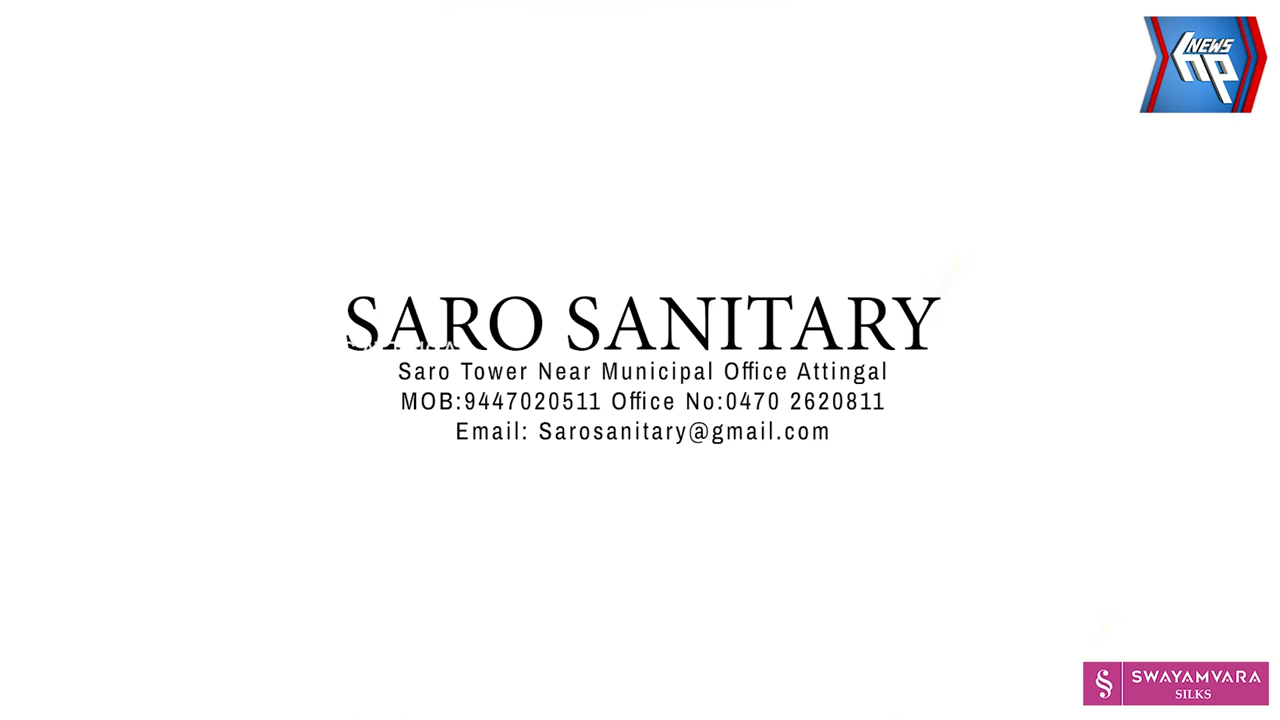 NEWS
hp
SARO SANITARY
Saro Tower Near Municipal Office Attingal
MOB:9447020511 Office No:0470 2620811
Email: Sarosanitary@gmail.com
SWAYAMVARA
SILKS